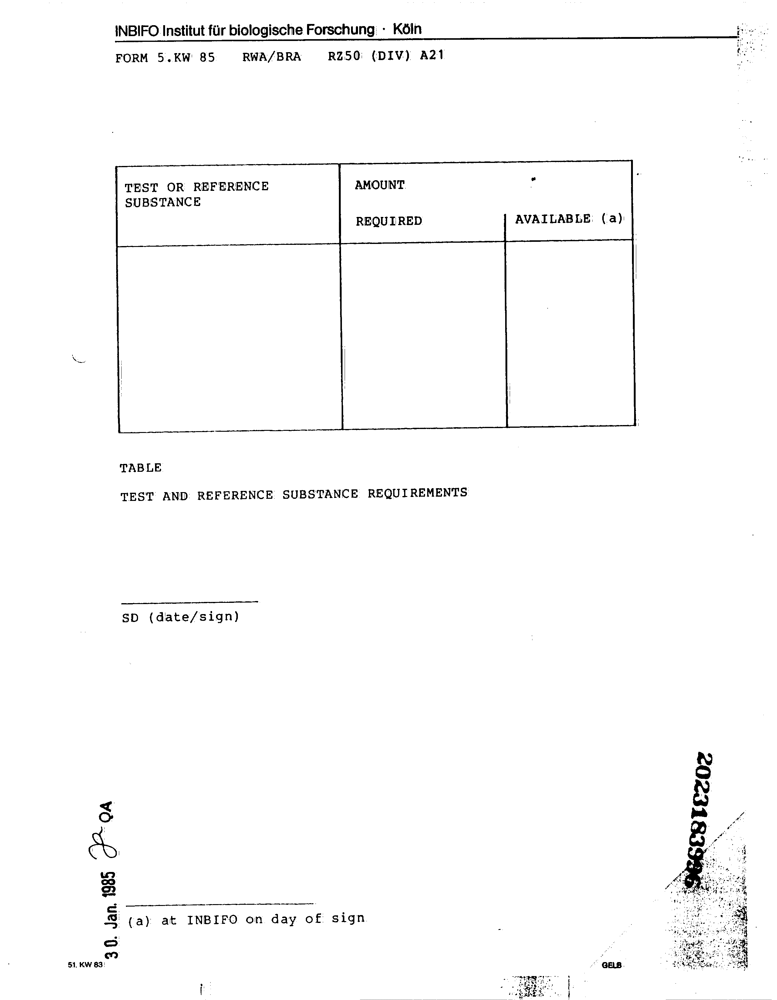 INBIFO Institut für biologische Forschung · Köln
FORM 5.KW 85 RWA/BRA RZ50 (DIV) A21
TEST OR REFERENCE
SUBSTANCE
AMOUNT
REQUIRED
AVAILABLE (a)
TABLE
TEST AND REFERENCE SUBSTANCE REQUIREMENTS
SD (date/sign)
30. Jan. 1985 QA
(a) at INBIFO on day of sign
51. KW 83
GELB
2023183996